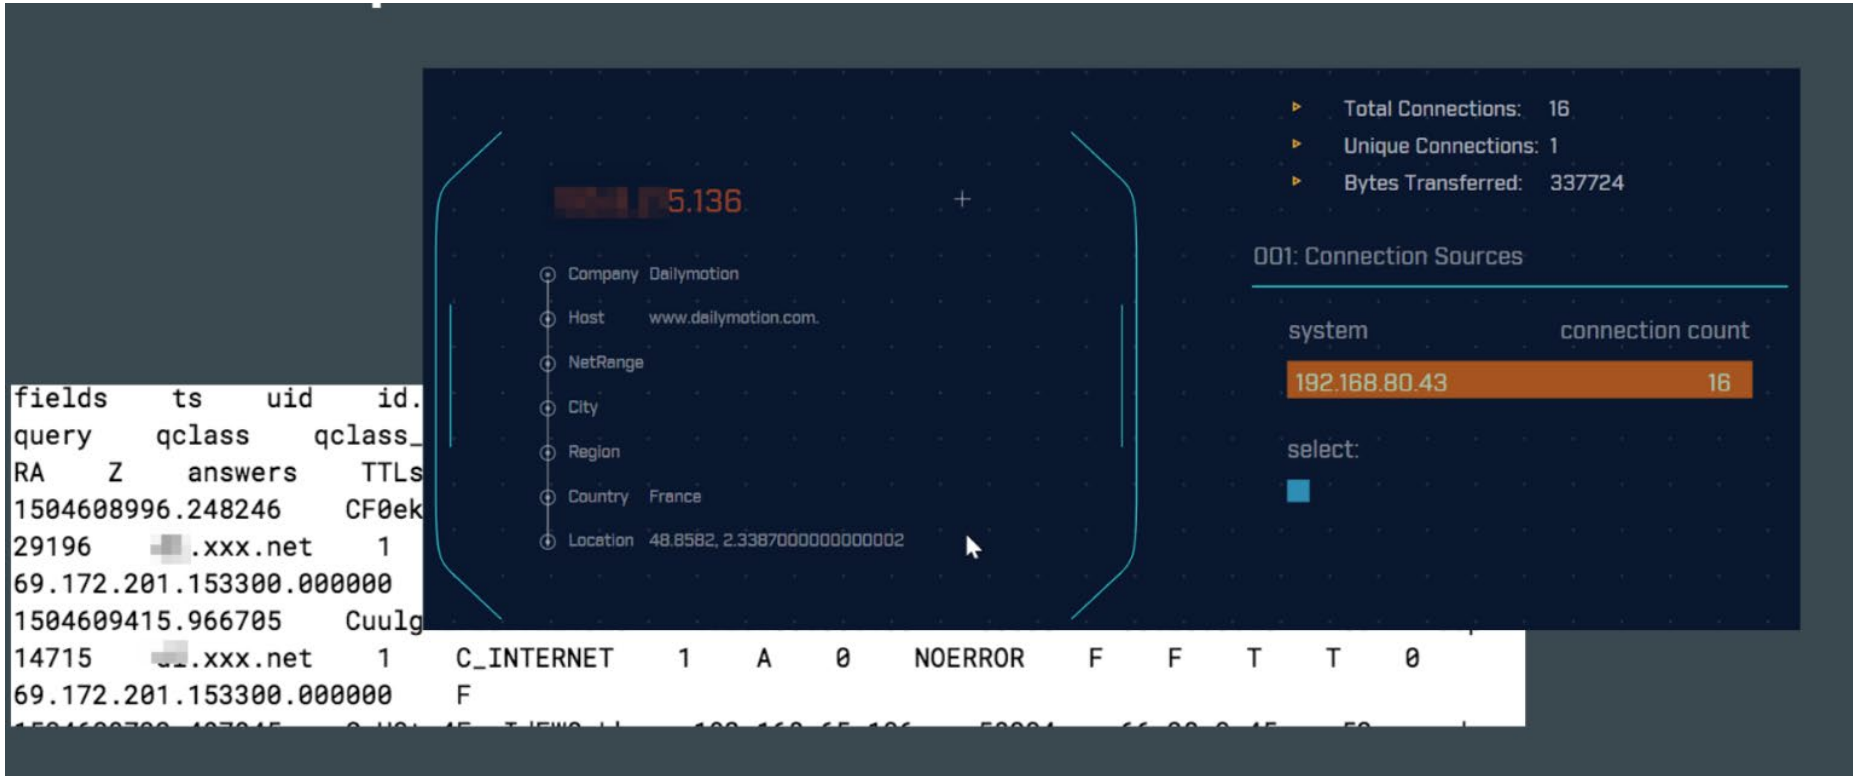 5.136
Company Dailymotion
Host www.dailymotion.com.
NetRange
City
Region
Country France
Location 48.8582, 2.3387000000000002
Total Connections: 16
Unique Connections: 1
Bytes Transferred: 337724
001: Connection Sources
system connection count
192.168.80.43 16
select:
fields ts uid id.
query qclass qclass_
RA Z answers TTLs
1504608996.248246 CF0ek
29196 .xxx.net 1
69.172.201.153300.000000
1504609415.966705 Cuulg
14715 .xxx.net 1 C_INTERNET 1 A 0 NOERROR F F T T 0
69.172.201.153300.000000 F